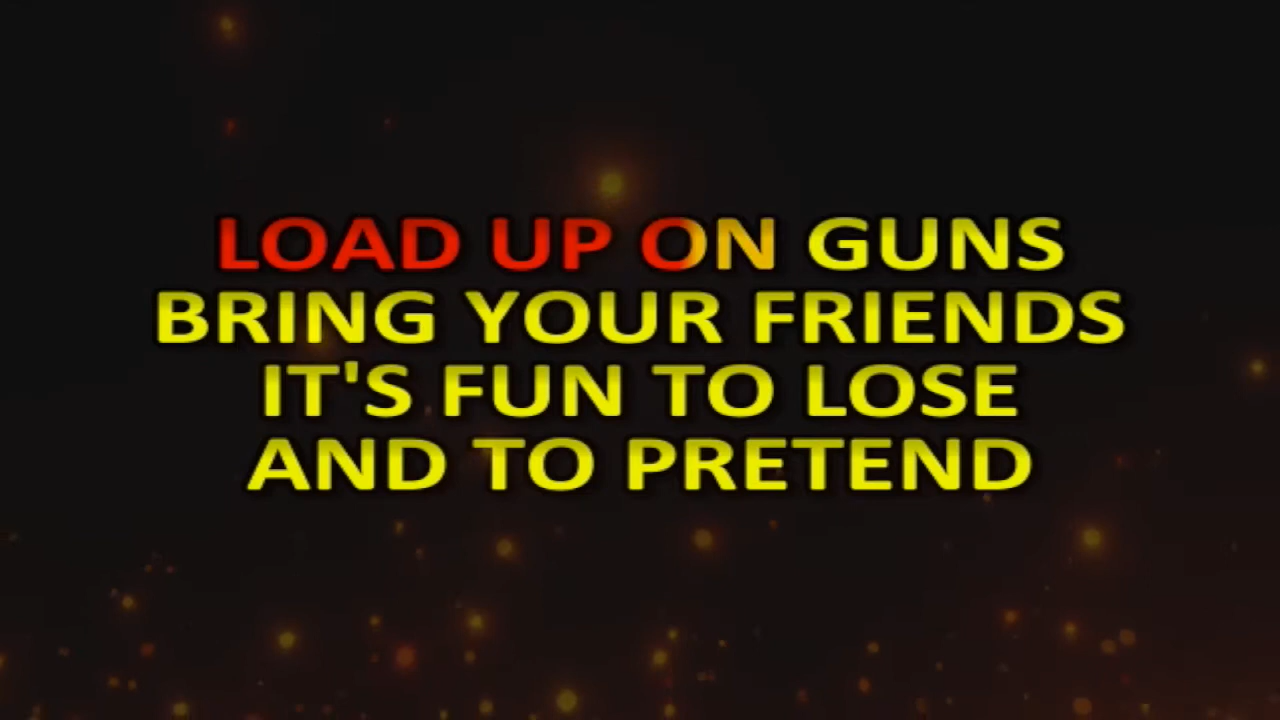 LOAD UP ON GUNS
BRING YOUR FRIENDS
IT'S FUN TO LOSE
AND TO PRETEND